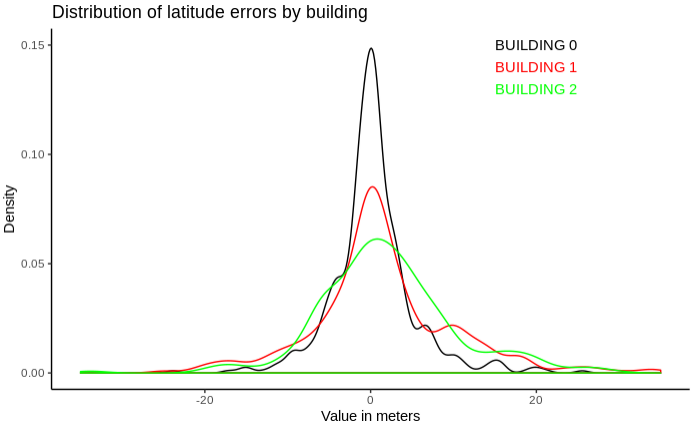 Distribution of latitude errors by building
0.15
BUILDING 0
BUILDING 1
BUILDING 2
0.10
Density
0.05
0.00
-20 0 20
Value in meters